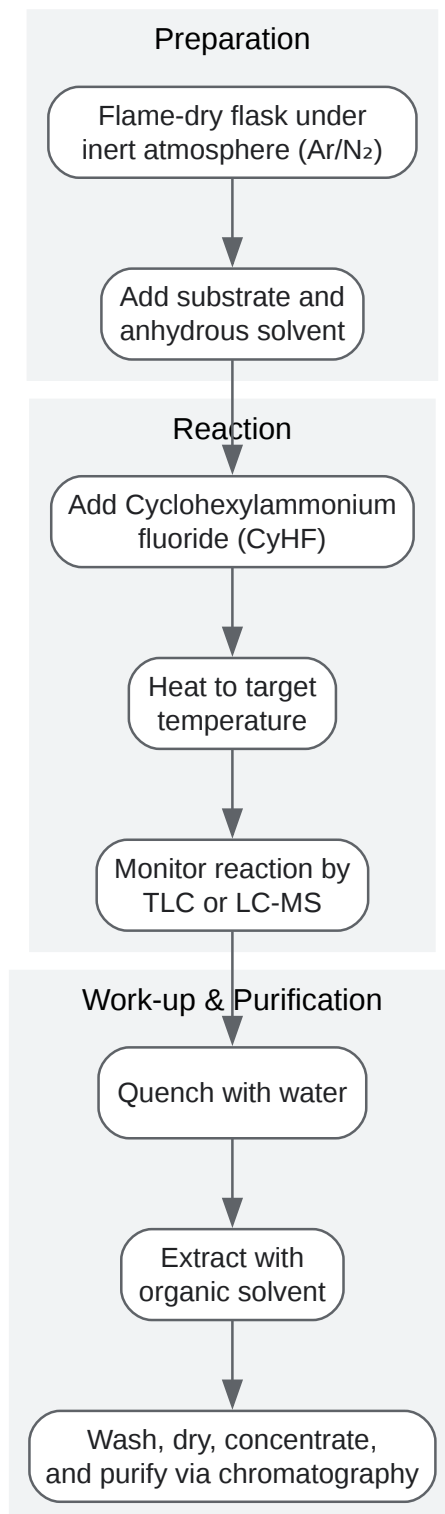 Preparation
Flame-dry flask under
inert atmosphere (Ar/N₂)
Add substrate and
anhydrous solvent
Reaction
Add Cyclohexylammonium
fluoride (CyHF)
Heat to target
temperature
Monitor reaction by
TLC or LC-MS
Work-up & Purification
Quench with water
Extract with
organic solvent
Wash, dry, concentrate,
and purify via chromatography